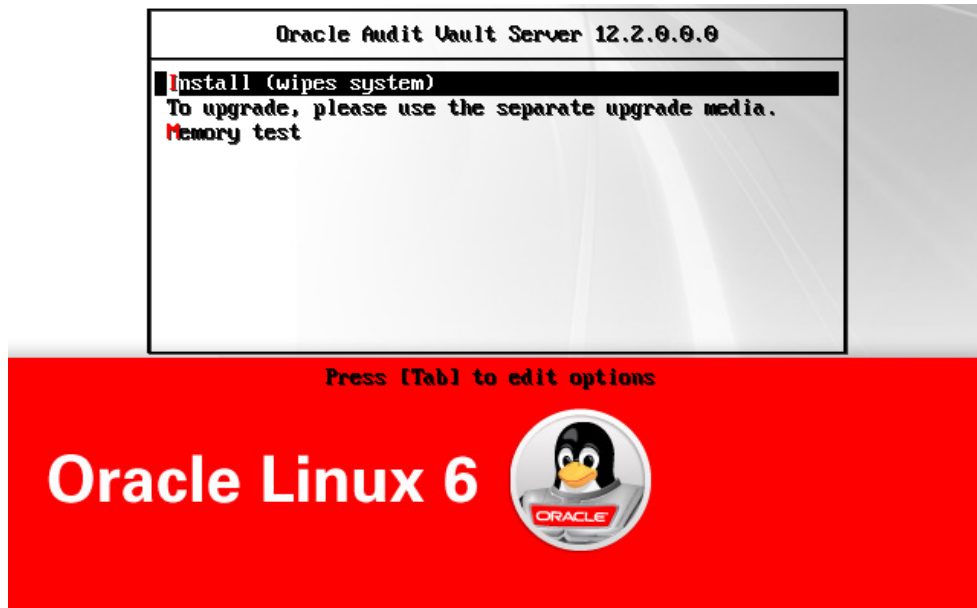 Oracle Audit Vault Server 12.2.0.0.0
Install (wipes system)
To upgrade, please use the separate upgrade media.
Memory test
Press [Tab] to edit options
Oracle Linux 6
ORACLE